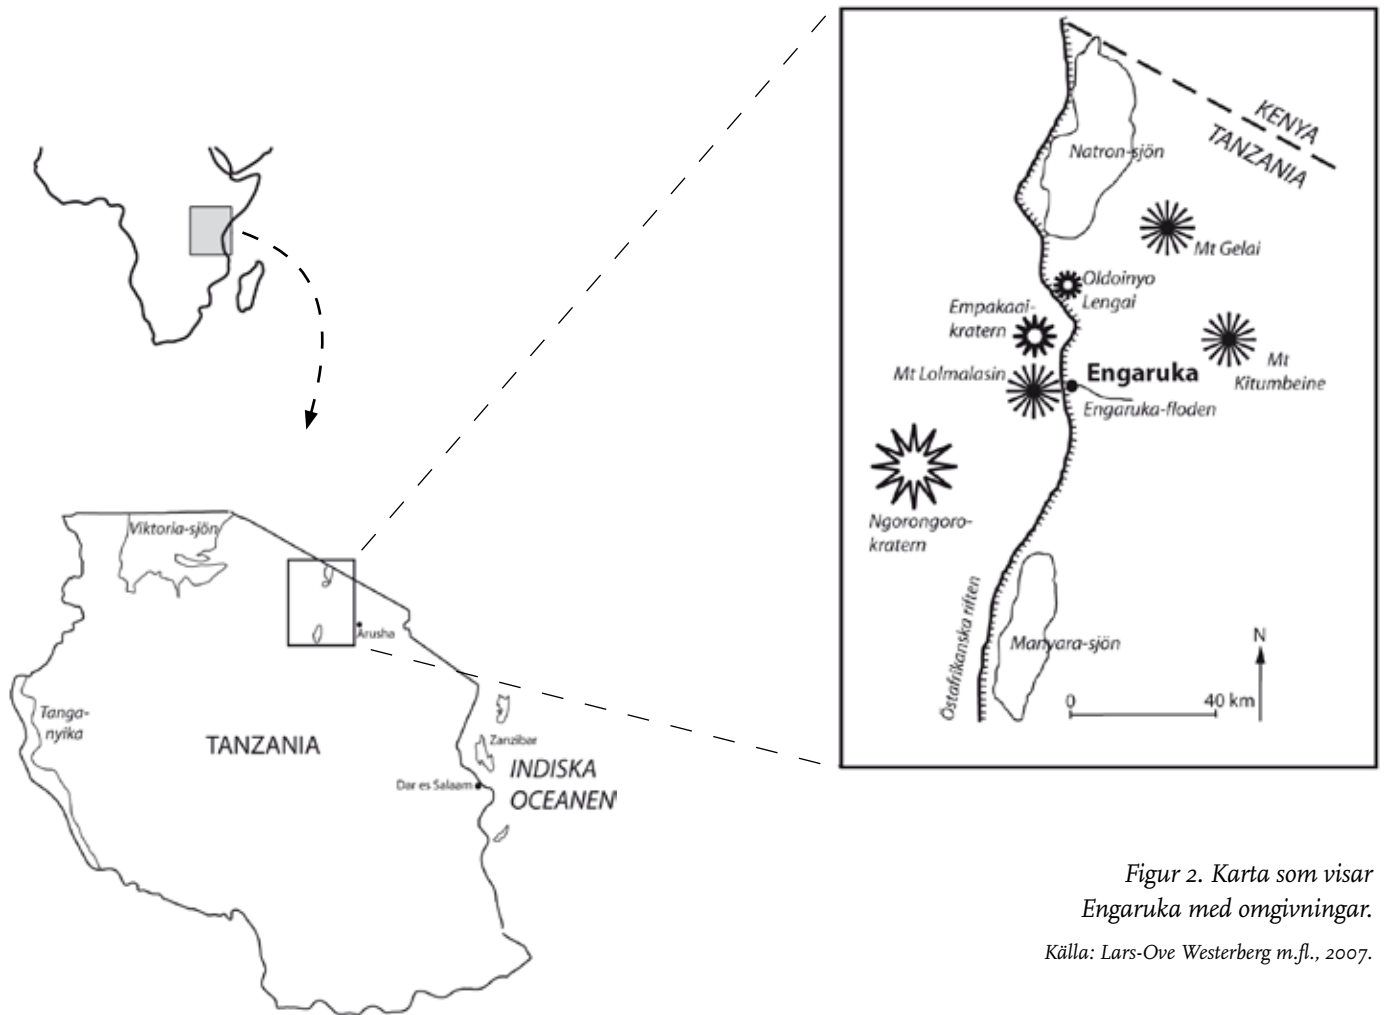 KENYA
TANZANIA
Natron-sjön
Mt Gelai
Oldoinyo
Lengai
Empakaai-
kratern
Mt Lolmalasin
Engaruka
Mt
Kitumbeine
Engaruka-floden
Ngorongoro-
kratern
Östafrikanska riften
Manyara-sjön
N
0 40 km
Viktoria-sjön
Arusha
Tanga-
nyika
TANZANIA
Zanzibar
Dar es Salaam
INDISKA
OCEANEN
Figur 2. Karta som visar
Engaruka med omgivningar.
Källa: Lars-Ove Westerberg m.fl., 2007.